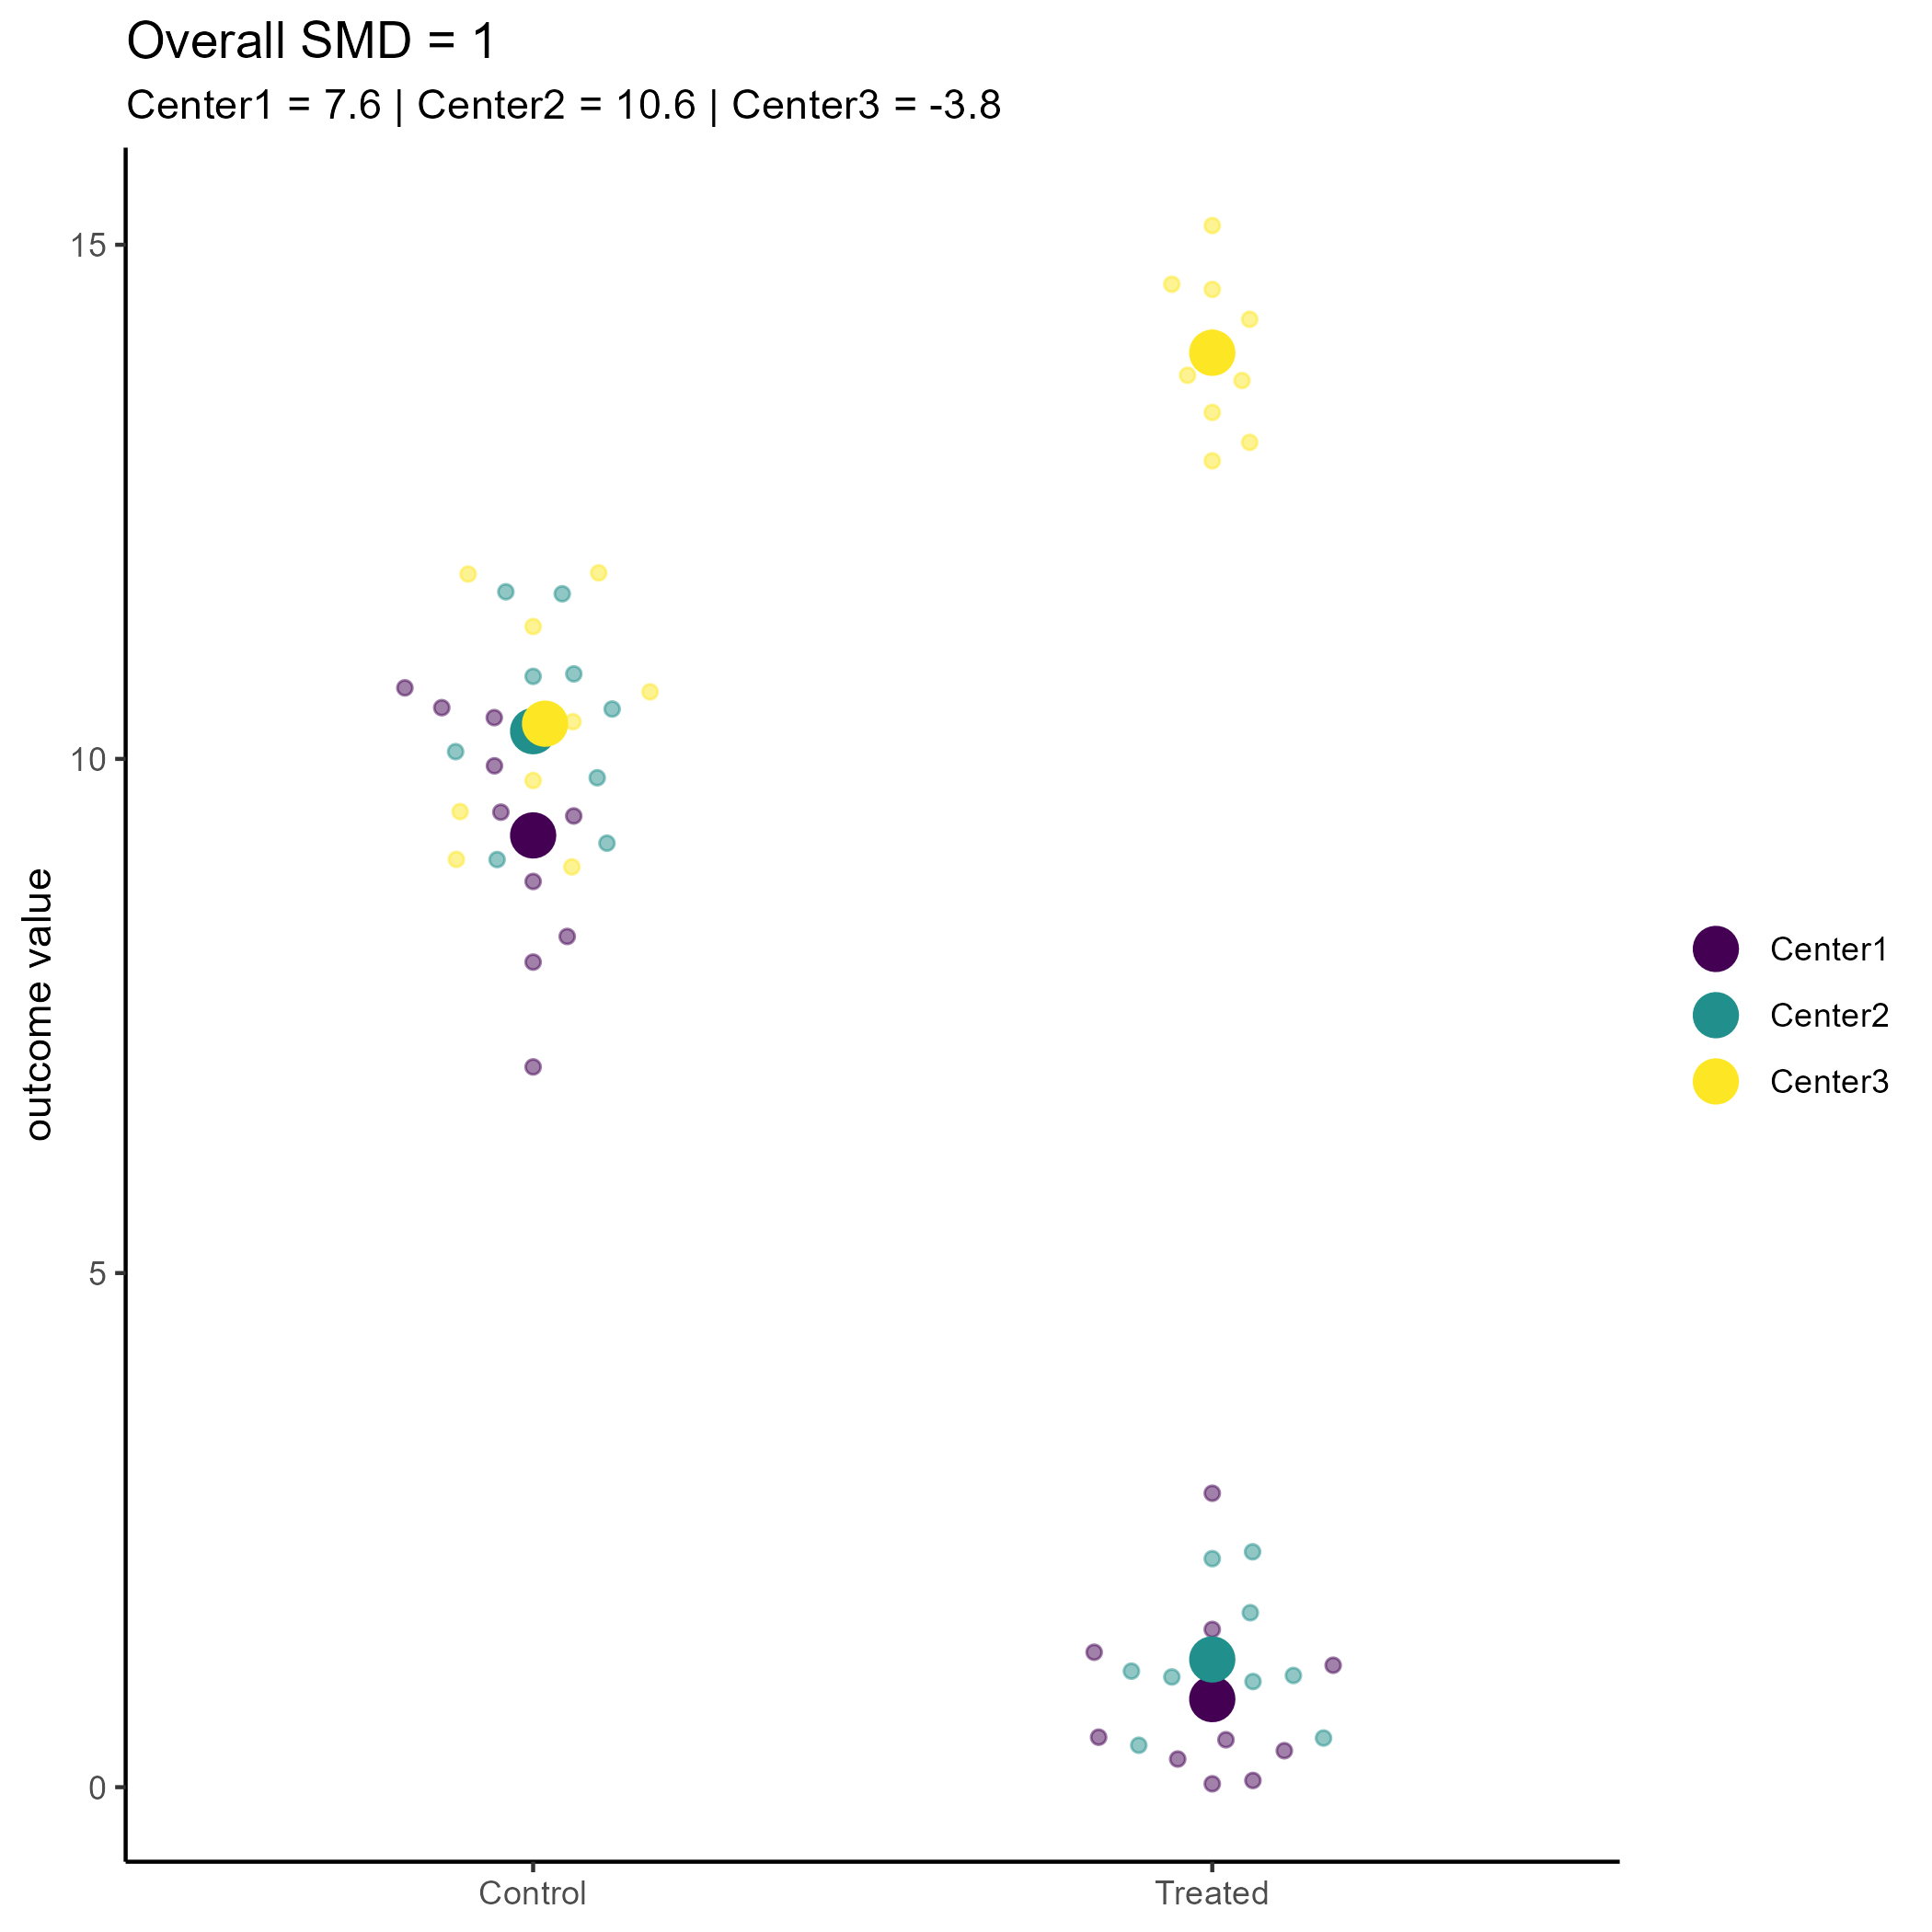 Overall SMD = 1
Center1 = 7.6 | Center2 = 10.6 | Center3 = -3.8
outcome value
15
10
5
0
Control
Treated
Center1
Center2
Center3